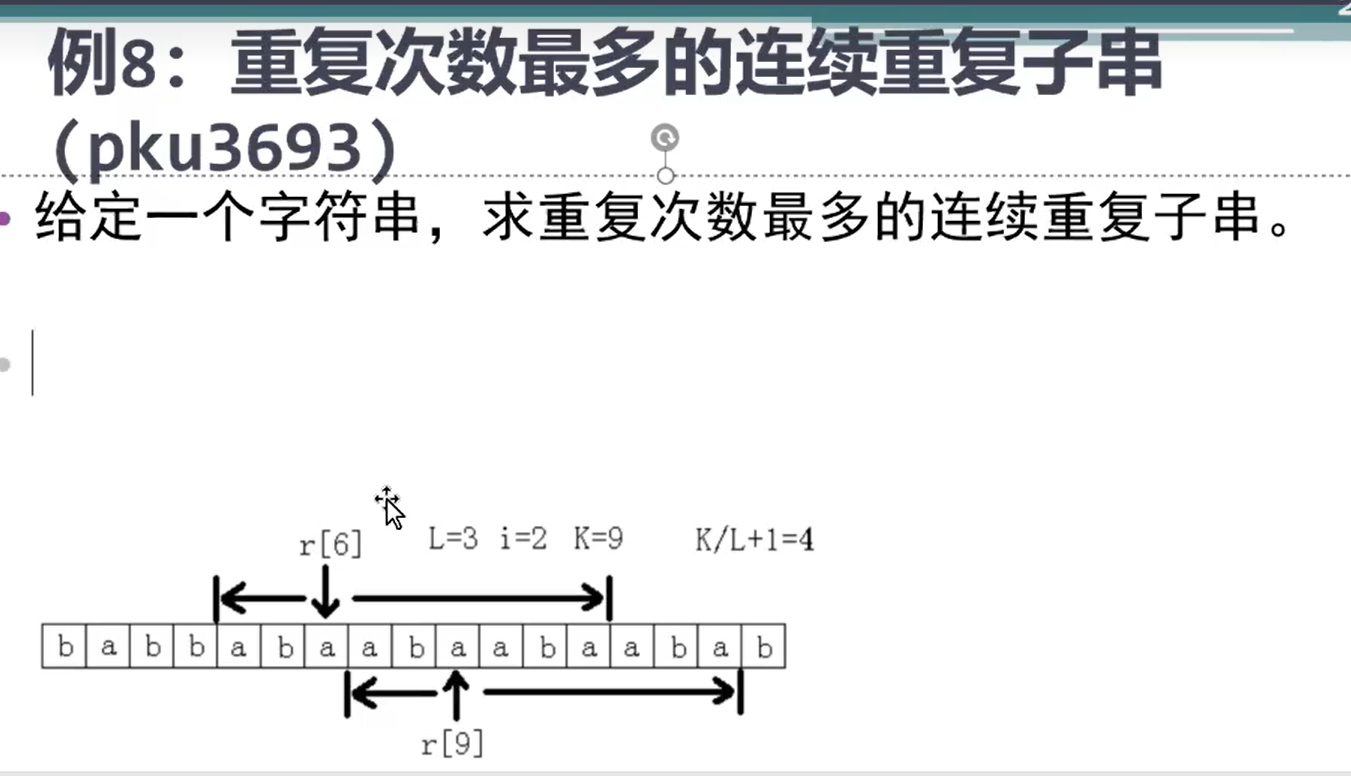 例8：重复次数最多的连续重复子串
（pku3693）
给定一个字符串，求重复次数最多的连续重复子串。
r[6] L=3 i=2 K=9 K/L+1=4
b a b b a b a a b a a b a a b a b
r[9]